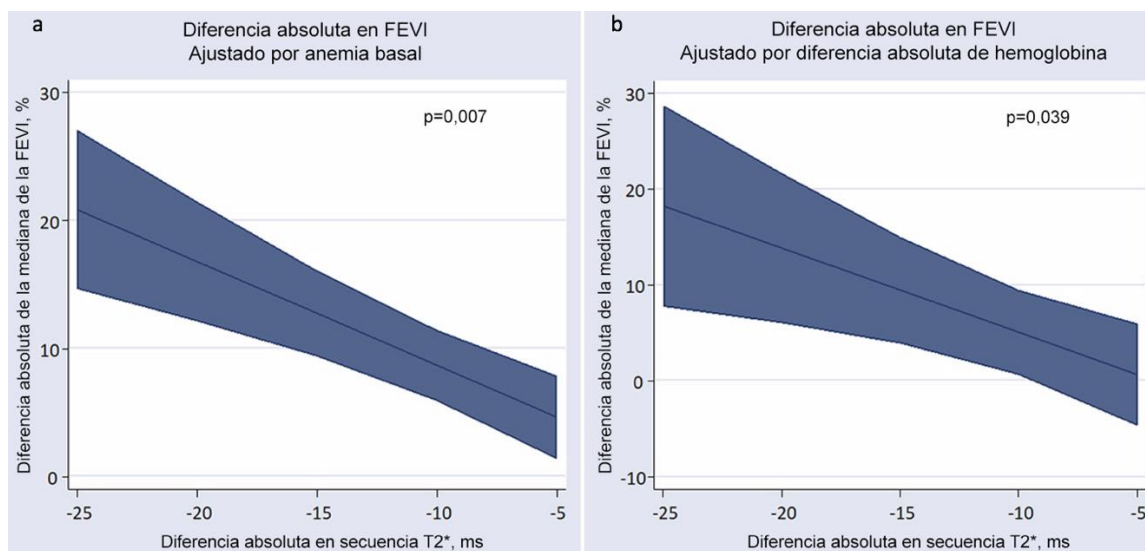 a
Diferencia absoluta en FEVI
Ajustado por anemia basal
p=0,007
Diferencia absoluta de la mediana de la FEVI, %
30
20
10
0
-25 -20 -15 -10 -5
Diferencia absoluta en secuencia T2*, ms
b
Diferencia absoluta en FEVI
Ajustado por diferencia absoluta de hemoglobina
p=0,039
Diferencia absoluta de la mediana de la FEVI, %
30
20
10
0
-10
-25 -20 -15 -10 -5
Diferencia absoluta en secuencia T2*, ms